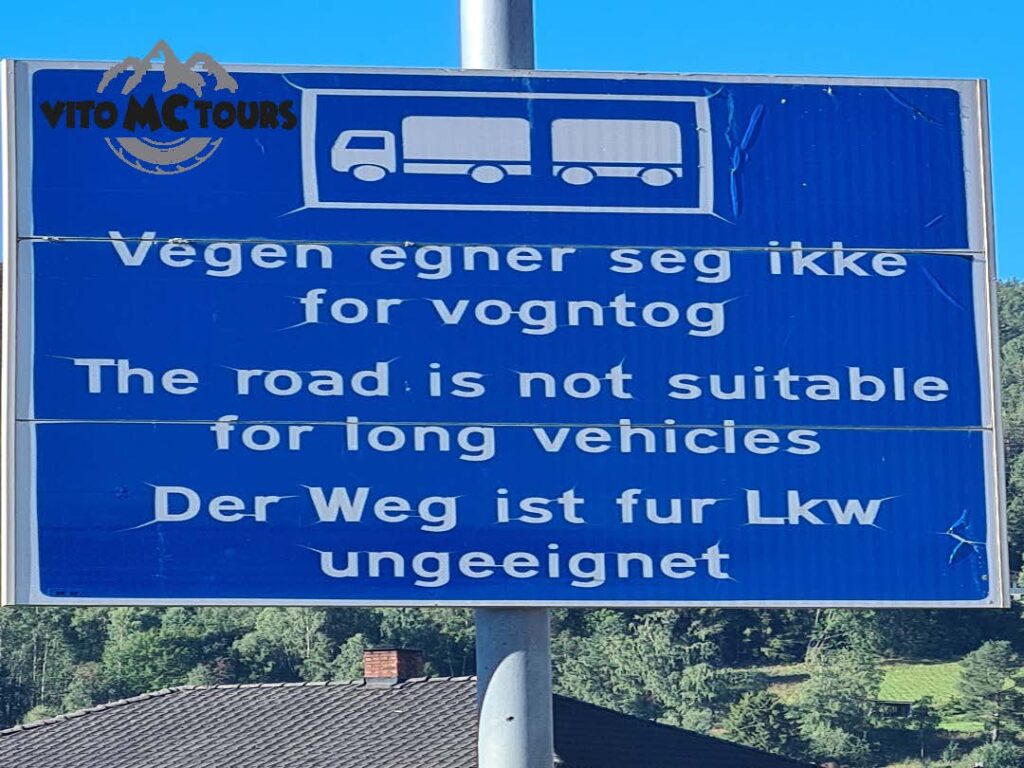 VITO MC TOURS
Vegen egner seg ikke
for vogntog
The road is not suitable
for long vehicles
Der Weg ist fur Lkw
ungeeignet